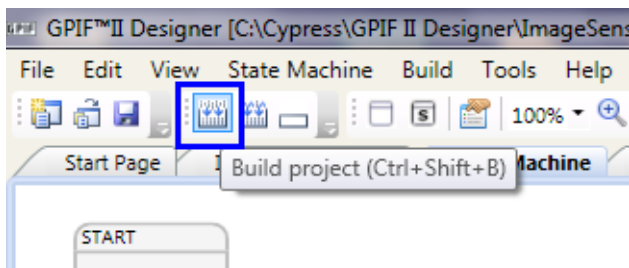 GPIF™II Designer [C:\Cypress\GPIF II Designer\ImageSens
File Edit View State Machine Build Tools Help
S 100%
Start Page Machine
Build project (Ctrl+Shift+B)
START